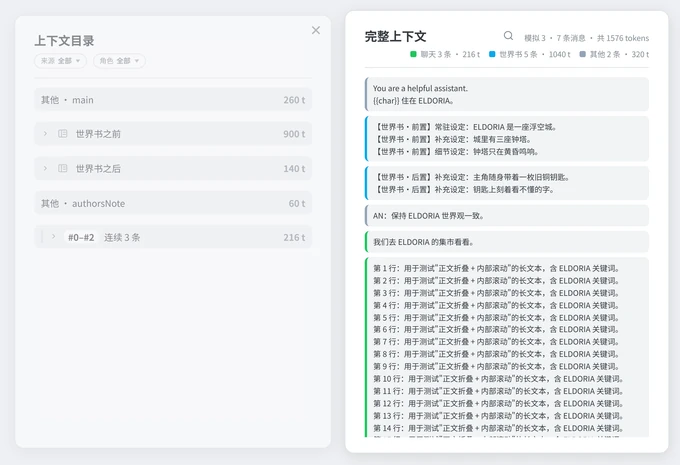 上下文目录
来源 全部
角色 全部
其他 · main 260 t
世界书之前 900 t
世界书之后 140 t
其他 · authorsNote 60 t
#0–#2 连续 3 条 216 t
完整上下文
模拟 3 · 7 条消息 · 共 1576 tokens
聊天 3 条 · 216 t 世界书 5 条 · 1040 t 其他 2 条 · 320 t
You are a helpful assistant.
{{char}} 住在 ELDORIA。
【世界书·前置】常驻设定：ELDORIA 是一座浮空城。
【世界书·前置】补充设定：城里有三座钟塔。
【世界书·前置】细节设定：钟塔只在黄昏鸣响。
【世界书·后置】补充设定：主角随身带着一枚旧铜钥匙。
【世界书·后置】补充设定：钥匙上刻着看不懂的字。
AN：保持 ELDORIA 世界观一致。
我们去 ELDORIA 的集市看看。
第 1 行：用于测试"正文折叠 + 内部滚动"的长文本，含 ELDORIA 关键词。
第 2 行：用于测试"正文折叠 + 内部滚动"的长文本，含 ELDORIA 关键词。
第 3 行：用于测试"正文折叠 + 内部滚动"的长文本，含 ELDORIA 关键词。
第 4 行：用于测试"正文折叠 + 内部滚动"的长文本，含 ELDORIA 关键词。
第 5 行：用于测试"正文折叠 + 内部滚动"的长文本，含 ELDORIA 关键词。
第 6 行：用于测试"正文折叠 + 内部滚动"的长文本，含 ELDORIA 关键词。
第 7 行：用于测试"正文折叠 + 内部滚动"的长文本，含 ELDORIA 关键词。
第 8 行：用于测试"正文折叠 + 内部滚动"的长文本，含 ELDORIA 关键词。
第 9 行：用于测试"正文折叠 + 内部滚动"的长文本，含 ELDORIA 关键词。
第 10 行：用于测试"正文折叠 + 内部滚动"的长文本，含 ELDORIA 关键词。
第 11 行：用于测试"正文折叠 + 内部滚动"的长文本，含 ELDORIA 关键词。
第 12 行：用于测试"正文折叠 + 内部滚动"的长文本，含 ELDORIA 关键词。
第 13 行：用于测试"正文折叠 + 内部滚动"的长文本，含 ELDORIA 关键词。
第 14 行：用于测试"正文折叠 + 内部滚动"的长文本，含 ELDORIA 关键词。